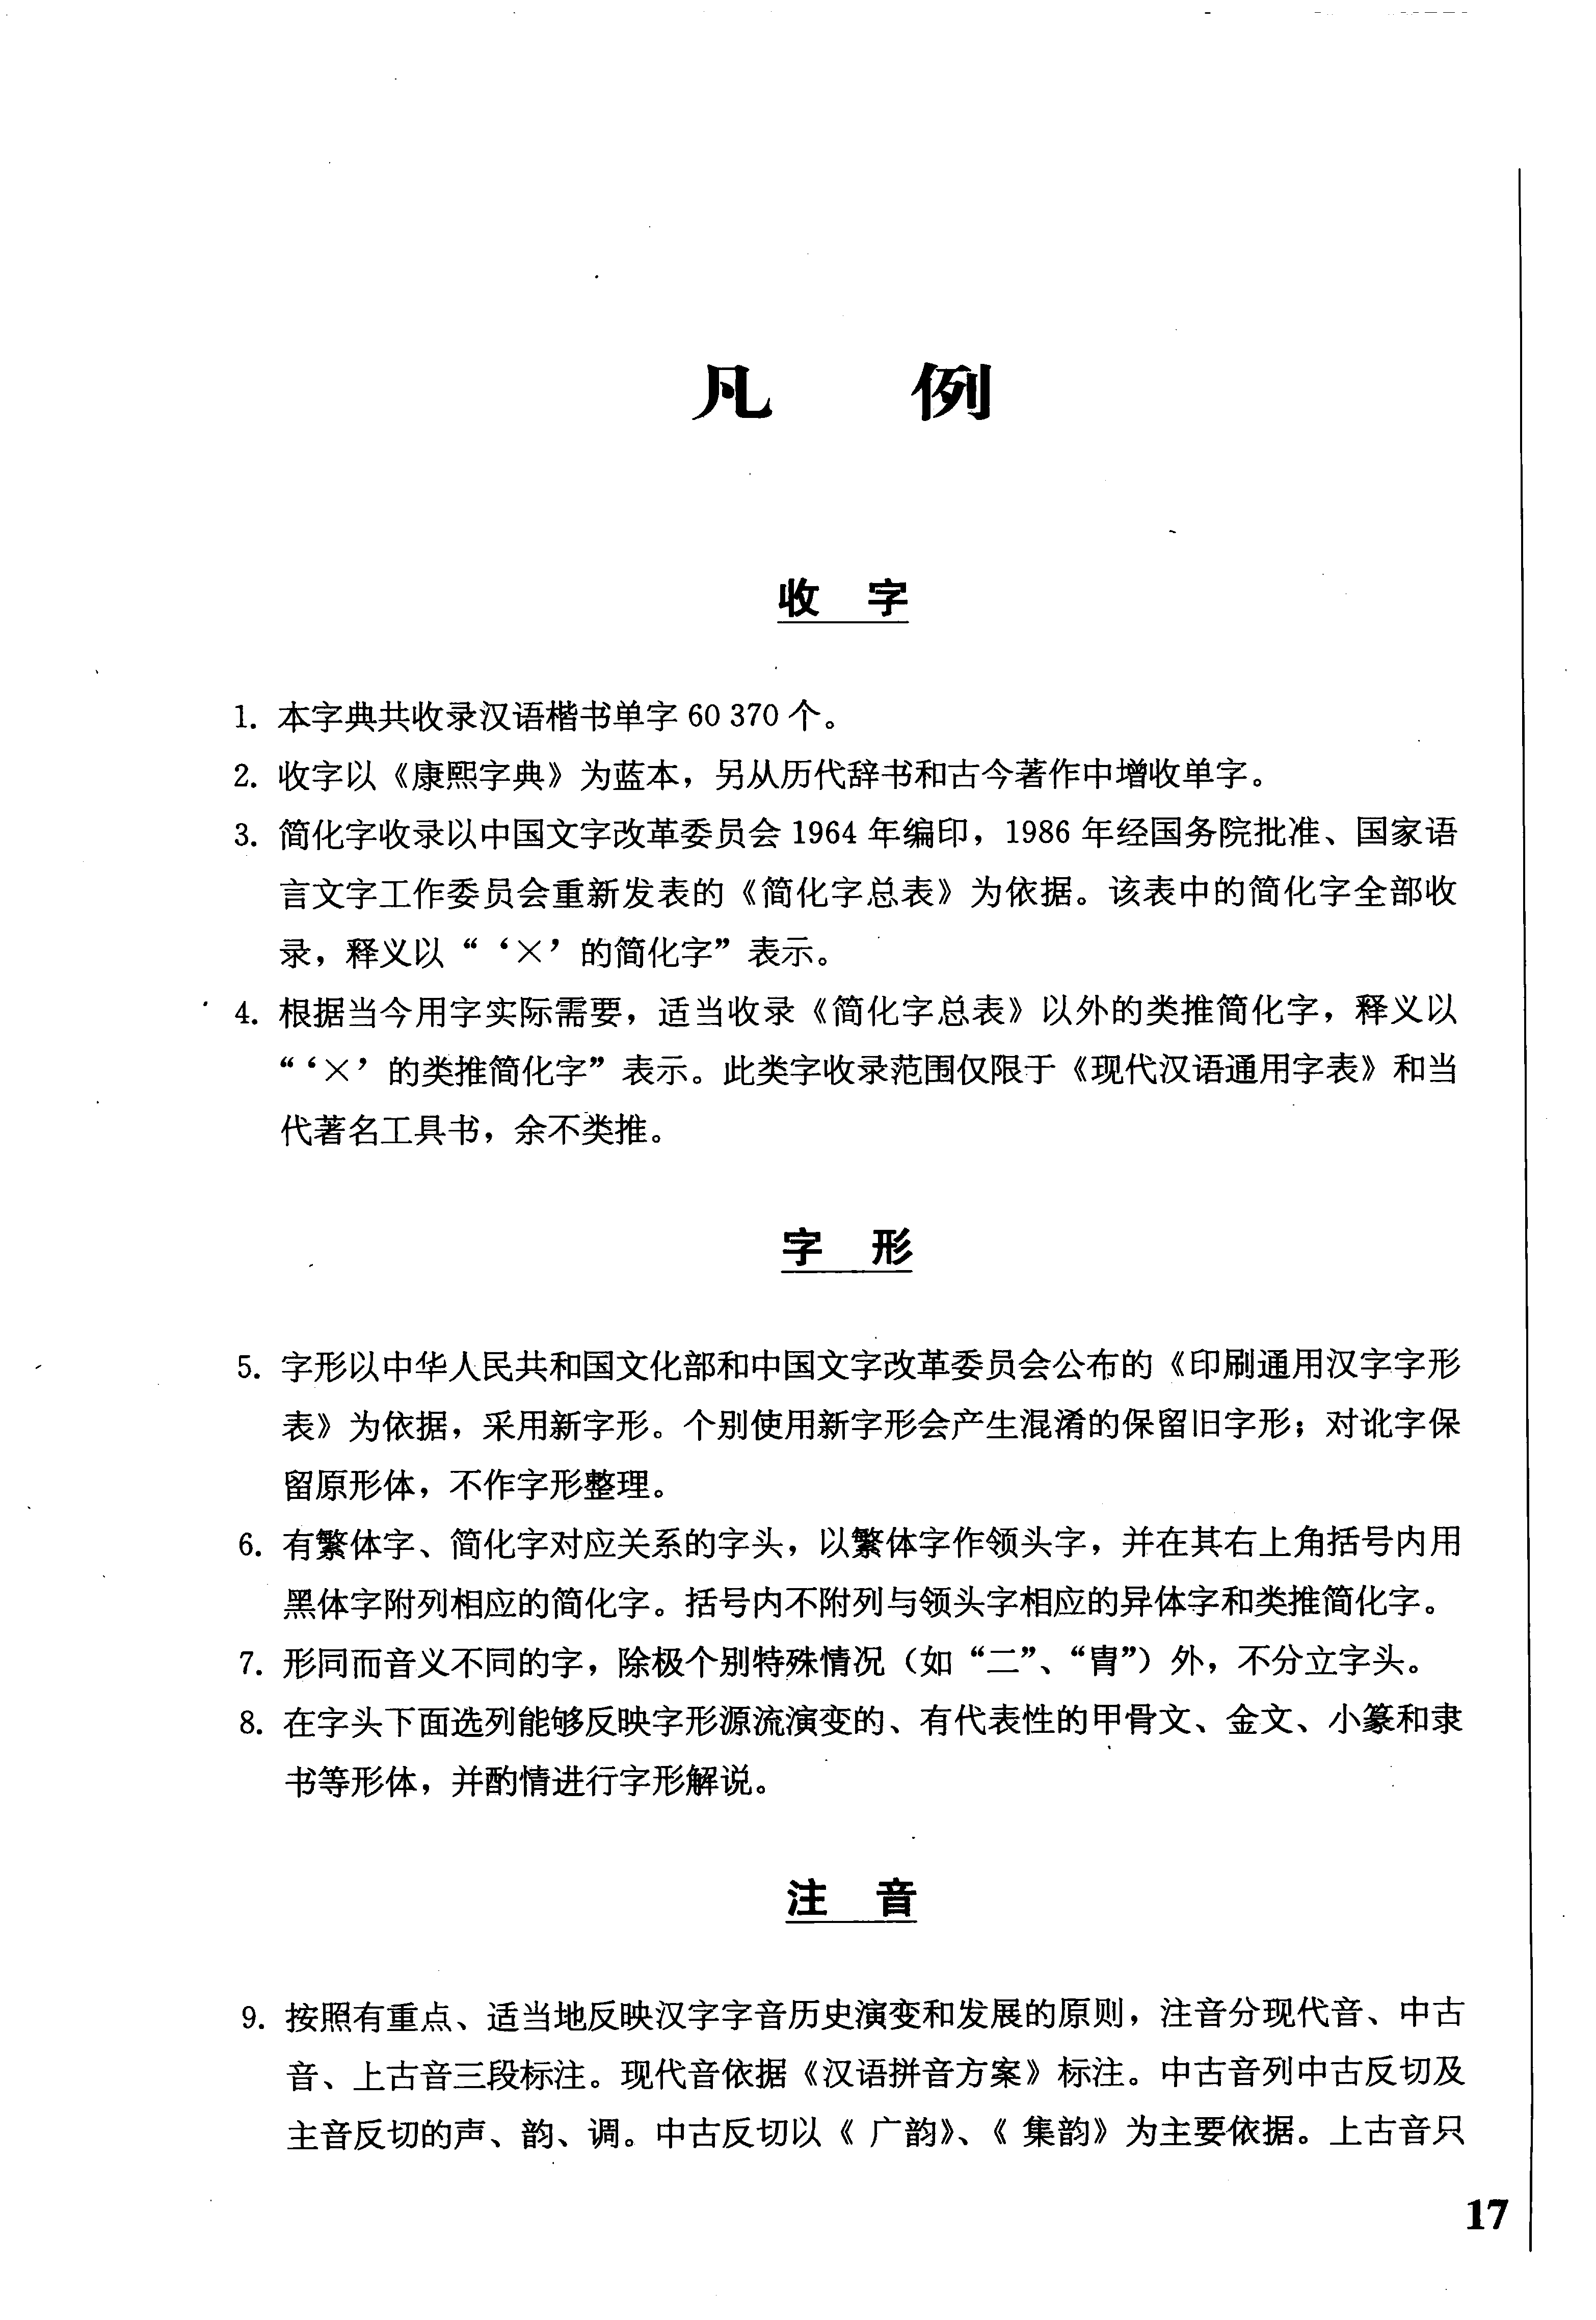 凡 例
收 字
1. 本字典共收录汉语楷书单字 60 370 个。
2. 收字以《康熙字典》为蓝本，另从历代辞书和古今著作中增收单字。
3. 简化字收录以中国文字改革委员会 1964 年编印，1986 年经国务院批准、国家语
言文字工作委员会重新发表的《简化字总表》为依据。该表中的简化字全部收
录，释义以“‘×’的简化字”表示。
4. 根据当今用字实际需要，适当收录《简化字总表》以外的类推简化字，释义以
“‘×’的类推简化字”表示。此类字收录范围仅限于《现代汉语通用字表》和当
代著名工具书，余不类推。
字 形
5. 字形以中华人民共和国文化部和中国文字改革委员会公布的《印刷通用汉字字形
表》为依据，采用新字形。个别使用新字形会产生混淆的保留旧字形；对讹字保
留原形体，不作字形整理。
6. 有繁体字、简化字对应关系的字头，以繁体字作领头字，并在其右上角括号内用
黑体字附列相应的简化字。括号内不附列与领头字相应的异体字和类推简化字。
7. 形同而音义不同的字，除极个别特殊情况（如“二”、“胄”）外，不分立字头。
8. 在字头下面选列能够反映字形源流演变的、有代表性的甲骨文、金文、小篆和隶
书等形体，并酌情进行字形解说。
注 音
9. 按照有重点、适当地反映汉字字音历史演变和发展的原则，注音分现代音、中古
音、上古音三段标注。现代音依据《汉语拼音方案》标注。中古音列中古反切及
主音反切的声、韵、调。中古反切以《广韵》、《集韵》为主要依据。上古音只
17